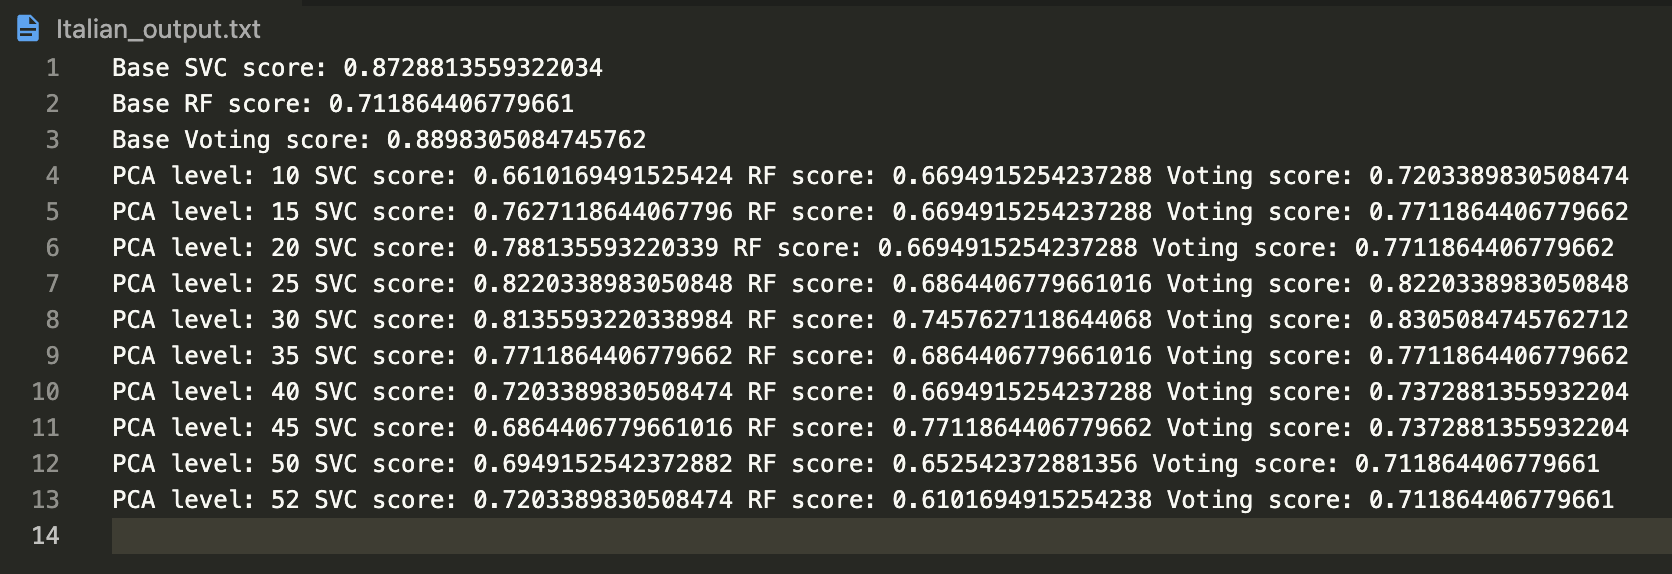 Italian_output.txt
1 Base SVC score: 0.8728813559322034
2 Base RF score: 0.711864406779661
3 Base Voting score: 0.8898305084745762
4 PCA level: 10 SVC score: 0.6610169491525424 RF score: 0.6694915254237288 Voting score: 0.7203389830508474
5 PCA level: 15 SVC score: 0.7627118644067796 RF score: 0.6694915254237288 Voting score: 0.7711864406779662
6 PCA level: 20 SVC score: 0.788135593220339 RF score: 0.6694915254237288 Voting score: 0.7711864406779662
7 PCA level: 25 SVC score: 0.8220338983050848 RF score: 0.6864406779661016 Voting score: 0.8220338983050848
8 PCA level: 30 SVC score: 0.8135593220338984 RF score: 0.7457627118644068 Voting score: 0.8305084745762712
9 PCA level: 35 SVC score: 0.7711864406779662 RF score: 0.6864406779661016 Voting score: 0.7711864406779662
10 PCA level: 40 SVC score: 0.7203389830508474 RF score: 0.6694915254237288 Voting score: 0.7372881355932204
11 PCA level: 45 SVC score: 0.6864406779661016 RF score: 0.7711864406779662 Voting score: 0.7372881355932204
12 PCA level: 50 SVC score: 0.6949152542372882 RF score: 0.652542372881356 Voting score: 0.711864406779661
13 PCA level: 52 SVC score: 0.7203389830508474 RF score: 0.6101694915254238 Voting score: 0.711864406779661
14